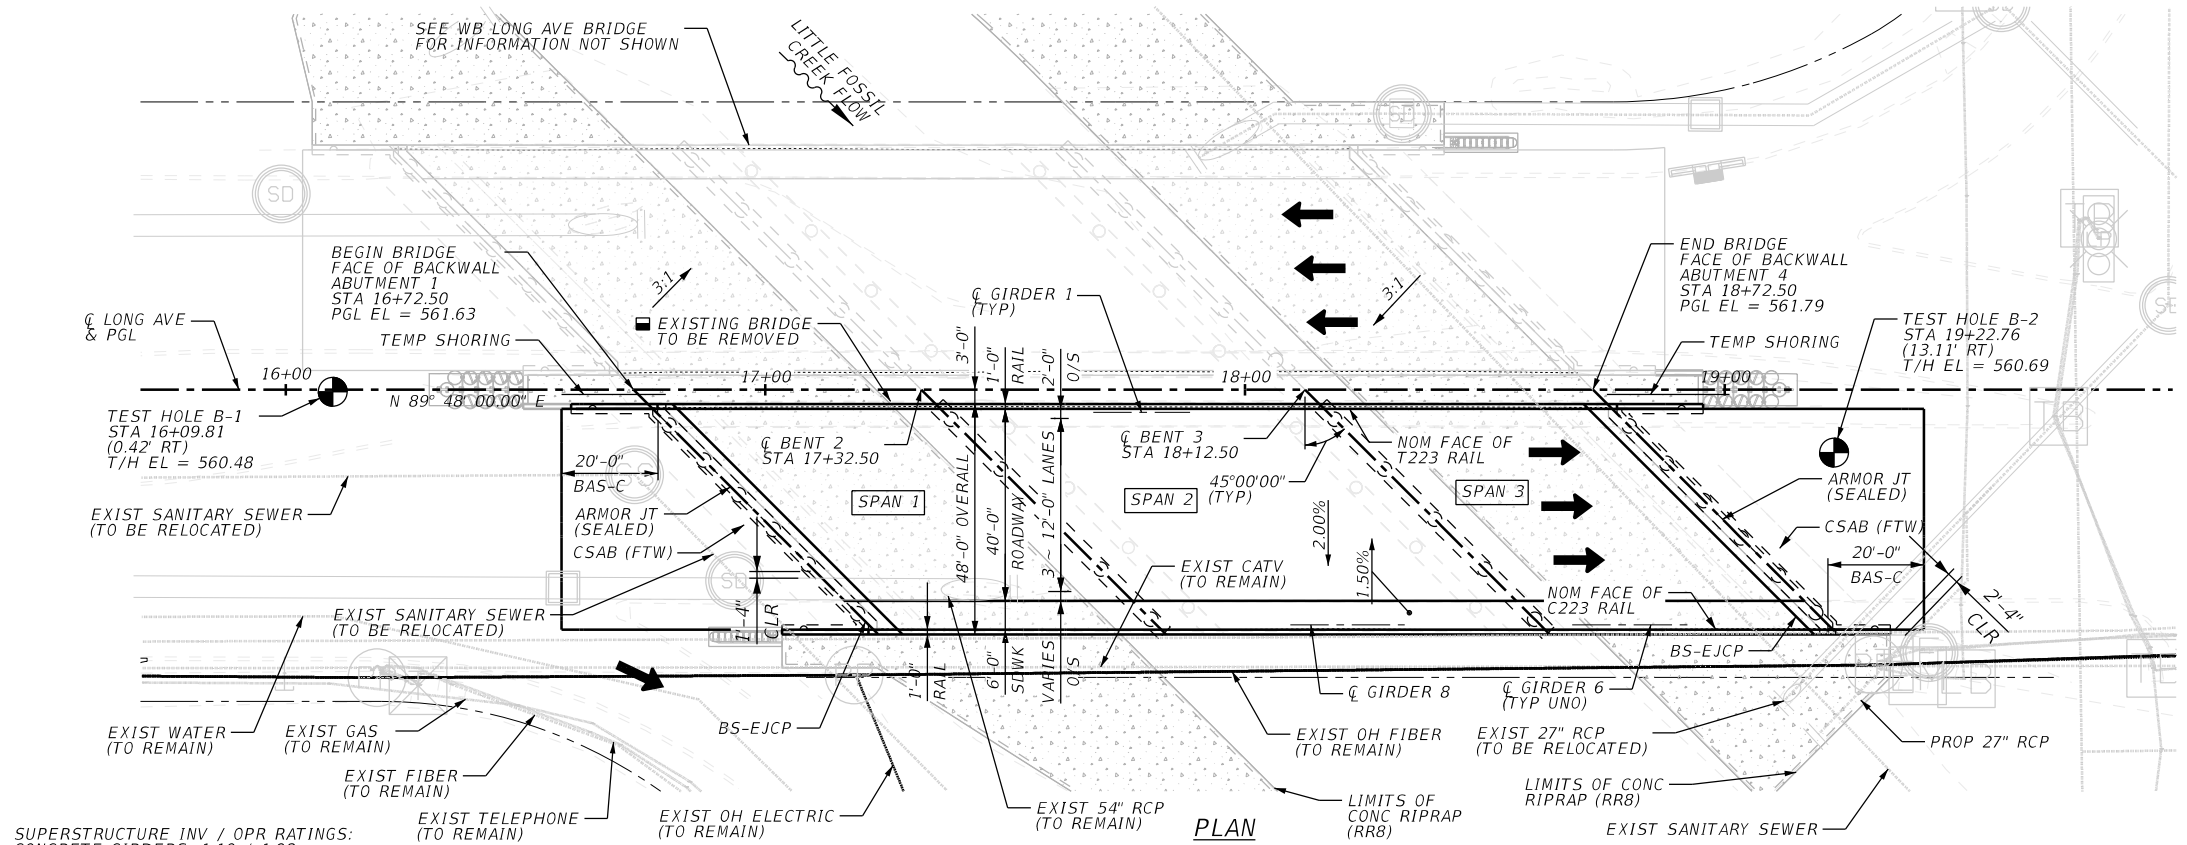 SEE WB LONG AVE BRIDGE
FOR INFORMATION NOT SHOWN
LITTLE FOSSIL
CREEK FLOW
SD
SD
SD
BEGIN BRIDGE
FACE OF BACKWALL
ABUTMENT 1
STA 16+72.50
PGL EL = 561.63
3:1
EXISTING BRIDGE
TO BE REMOVED
℄ GIRDER 1
(TYP)
3:1
END BRIDGE
FACE OF BACKWALL
ABUTMENT 4
STA 18+72.50
PGL EL = 561.79
℄ LONG AVE
& PGL
TEMP SHORING
TEMP SHORING
TEST HOLE B-2
STA 19+22.76
(13.11' RT)
T/H EL = 560.69
16+00
17+00
18+00
19+00
N 89° 48' 00.00" E
3'-0"
1'-0"
RAIL
2'-0"
O/S
TEST HOLE B-1
STA 16+09.81
(0.42' RT)
T/H EL = 560.48
℄ BENT 2
STA 17+32.50
℄ BENT 3
STA 18+12.50
NOM FACE OF
T223 RAIL
20'-0"
BAS-C
45°00'00"
(TYP)
SPAN 1
SPAN 2
SPAN 3
ARMOR JT
(SEALED)
ARMOR JT
(SEALED)
EXIST SANITARY SEWER
(TO BE RELOCATED)
CSAB (FTW)
CSAB (FTW)
48'-0" OVERALL
40'-0"
ROADWAY
3 ~ 12'-0" LANES
2.00%
1.50%
20'-0"
BAS-C
EXIST CATV
(TO REMAIN)
SD
1'-4"
CLR
2'-4"
CLR
EXIST SANITARY SEWER
(TO BE RELOCATED)
NOM FACE OF
C223 RAIL
BS-EJCP
1'-0"
RAIL
6'-0"
SDWK
VARIES
O/S
℄ GIRDER 8
℄ GIRDER 6
(TYP UNO)
EXIST WATER
(TO REMAIN)
EXIST GAS
(TO REMAIN)
BS-EJCP
EXIST OH FIBER
(TO REMAIN)
EXIST 27" RCP
(TO BE RELOCATED)
PROP 27" RCP
EXIST FIBER
(TO REMAIN)
LIMITS OF CONC
RIPRAP (RR8)
EXIST TELEPHONE
(TO REMAIN)
EXIST OH ELECTRIC
(TO REMAIN)
EXIST 54" RCP
(TO REMAIN)
LIMITS OF
CONC RIPRAP
(RR8)
EXIST SANITARY SEWER
PLAN
SUPERSTRUCTURE INV / OPR RATINGS: